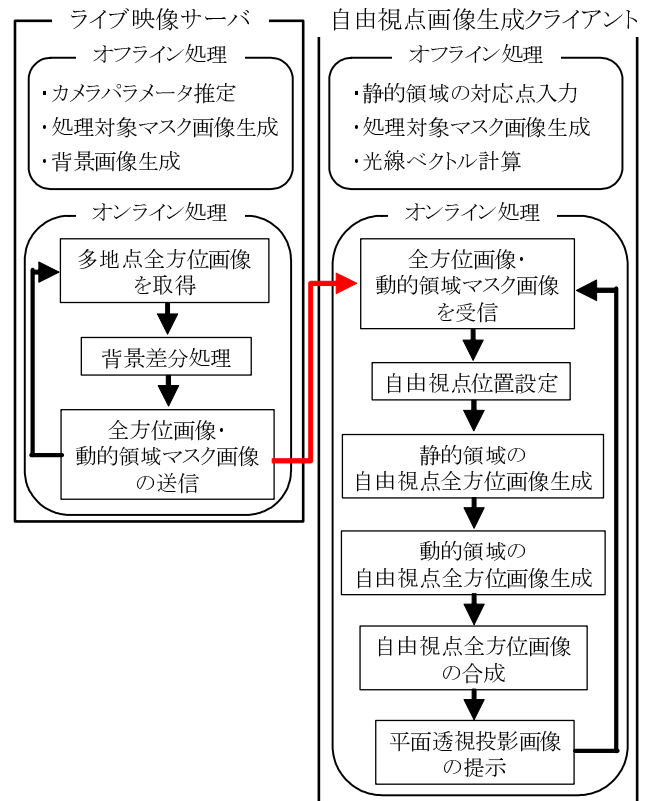 ライブ映像サーバ
オフライン処理
・カメラパラメータ推定
・処理対象マスク画像生成
・背景画像生成
オンライン処理
多地点全方位画像
を取得
背景差分処理
全方位画像・
動的領域マスク画像
の送信
自由視点画像生成クライアント
オフライン処理
・静的領域の対応点入力
・処理対象マスク画像生成
・光線ベクトル計算
オンライン処理
全方位画像・
動的領域マスク画像
を受信
自由視点位置設定
静的領域の
自由視点全方位画像生成
動的領域の
自由視点全方位画像生成
自由視点全方位画像
の合成
平面透視投影画像
の提示